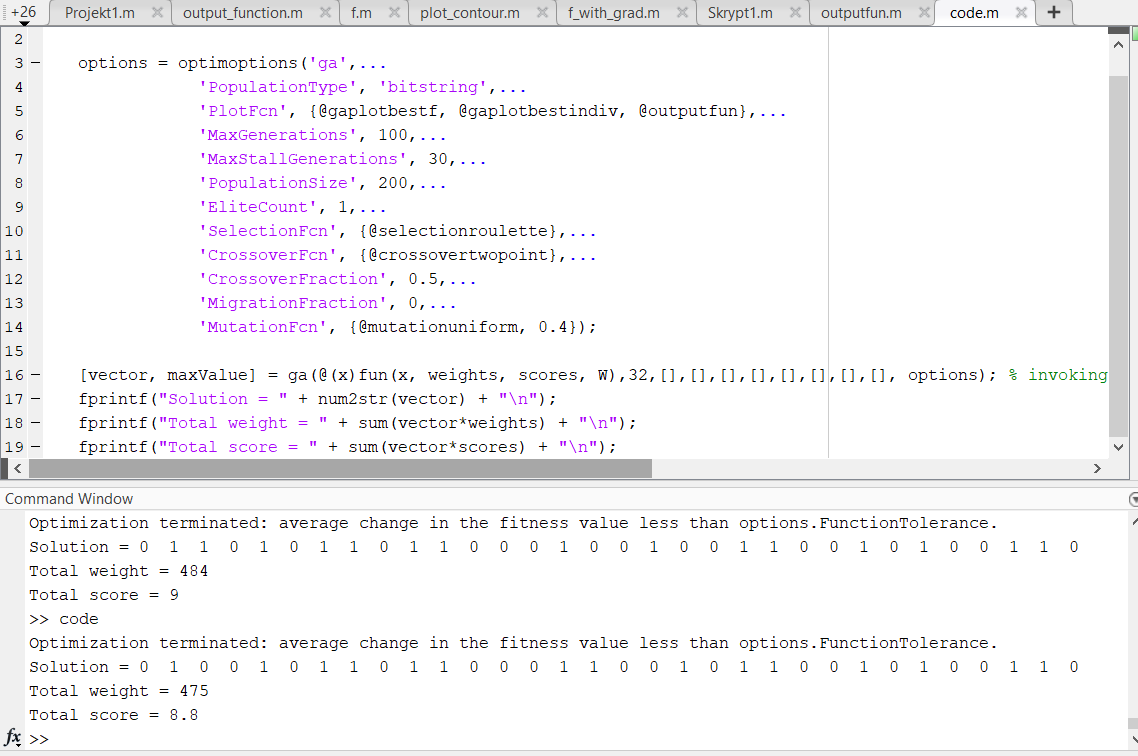 +26 Projekt1.m output_function.m f.m plot_contour.m f_with_grad.m Skrypt1.m outputfun.m code.m +
2
3 − options = optimoptions('ga',...
4 'PopulationType', 'bitstring',...
5 'PlotFcn', {@gaplotbestf, @gaplotbestindiv, @outputfun},...
6 'MaxGenerations', 100,...
7 'MaxStallGenerations', 30,...
8 'PopulationSize', 200,...
9 'EliteCount', 1,...
10 'SelectionFcn', {@selectionroulette},...
11 'CrossoverFcn', {@crossovertwopoint},...
12 'CrossoverFraction', 0.5,...
13 'MigrationFraction', 0,...
14 'MutationFcn', {@mutationuniform, 0.4});
15
16 − [vector, maxValue] = ga(@(x)fun(x, weights, scores, W),32,[],[],[],[],[],[],[],[], options); % invoking
17 − fprintf("Solution = " + num2str(vector) + "\n");
18 − fprintf("Total weight = " + sum(vector*weights) + "\n");
19 − fprintf("Total score = " + sum(vector*scores) + "\n");
Command Window
Optimization terminated: average change in the fitness value less than options.FunctionTolerance.
Solution = 0 1 1 0 1 0 1 1 0 1 1 0 0 0 1 0 0 1 0 0 1 1 0 0 1 0 1 0 0 1 1 0
Total weight = 484
Total score = 9
>> code
Optimization terminated: average change in the fitness value less than options.FunctionTolerance.
Solution = 0 1 0 0 1 0 1 1 0 1 1 0 0 0 1 1 0 0 1 0 1 1 0 0 1 0 1 0 0 1 1 0
Total weight = 475
Total score = 8.8
fx >>